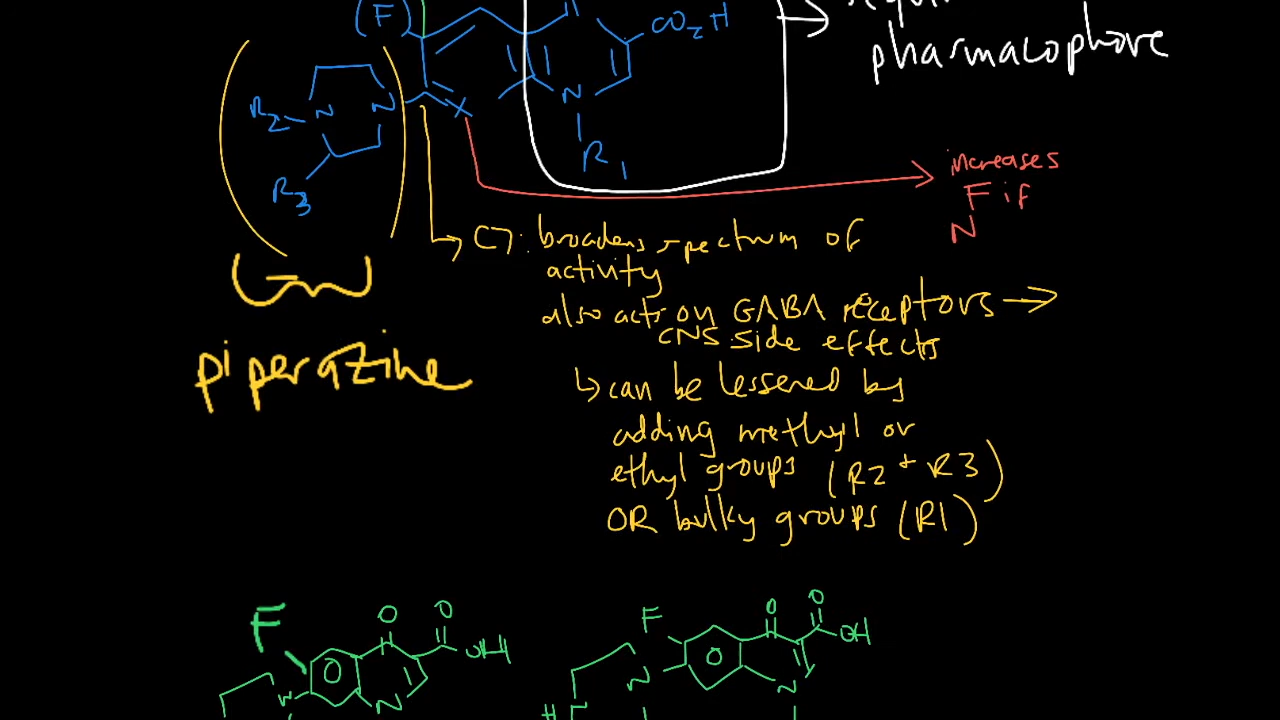 (F)
CO2H
pharmacophore
R2
N
N
X
N
R1
R3
increases
F if
N
C7: broadens spectrum of
activity
also acts on GABA receptors →
CNS side effects
↳ can be lessened by
adding methyl or
ethyl groups (R2 + R3)
OR bulky groups (R1)
piperazine
F
O
O
OH
N
N
F
O
O
OH
N
N
H